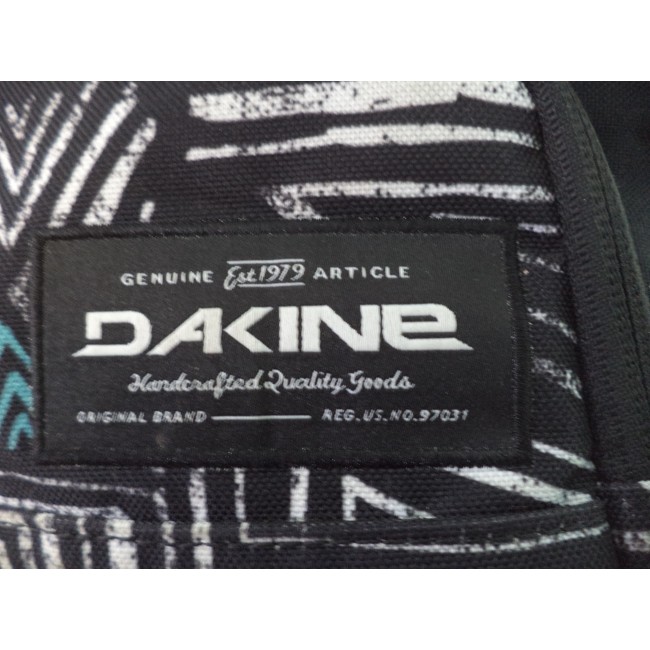 GENUINE Est.1979 ARTICLE
DAKINE
Handcrafted Quality Goods
ORIGINAL BRAND REG.US.NO.97031